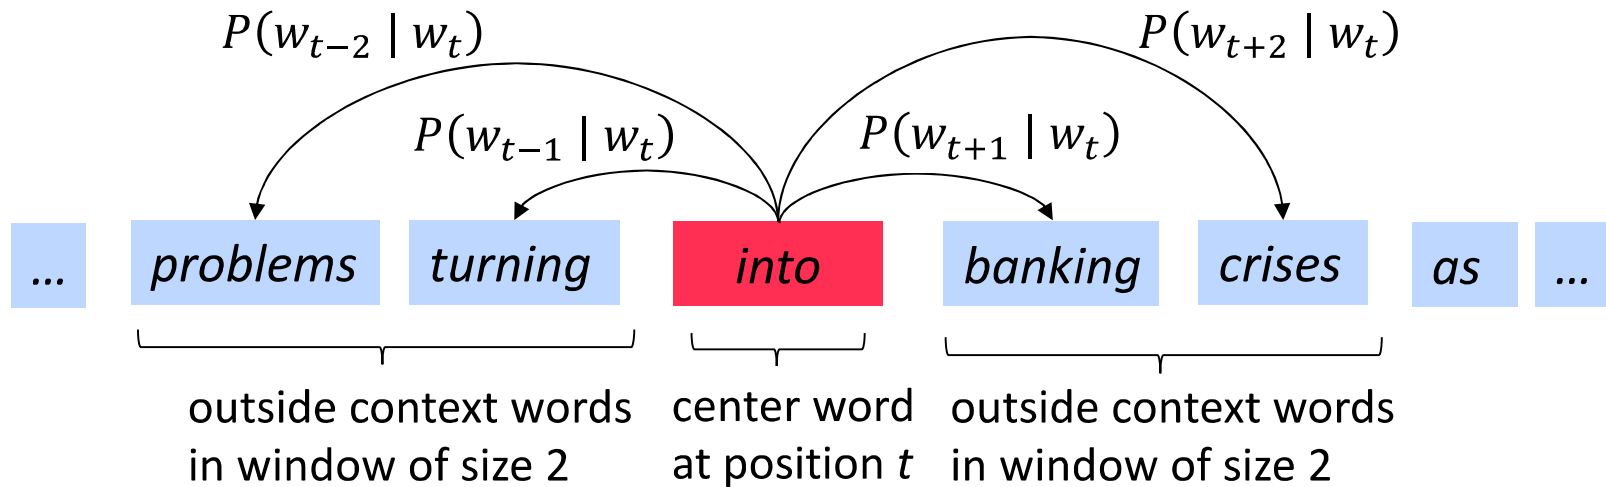 P(w_{t−2} | w_t)
P(w_{t+2} | w_t)
P(w_{t−1} | w_t)
P(w_{t+1} | w_t)
... problems turning into banking crises as ...
outside context words
in window of size 2
center word
at position t
outside context words
in window of size 2